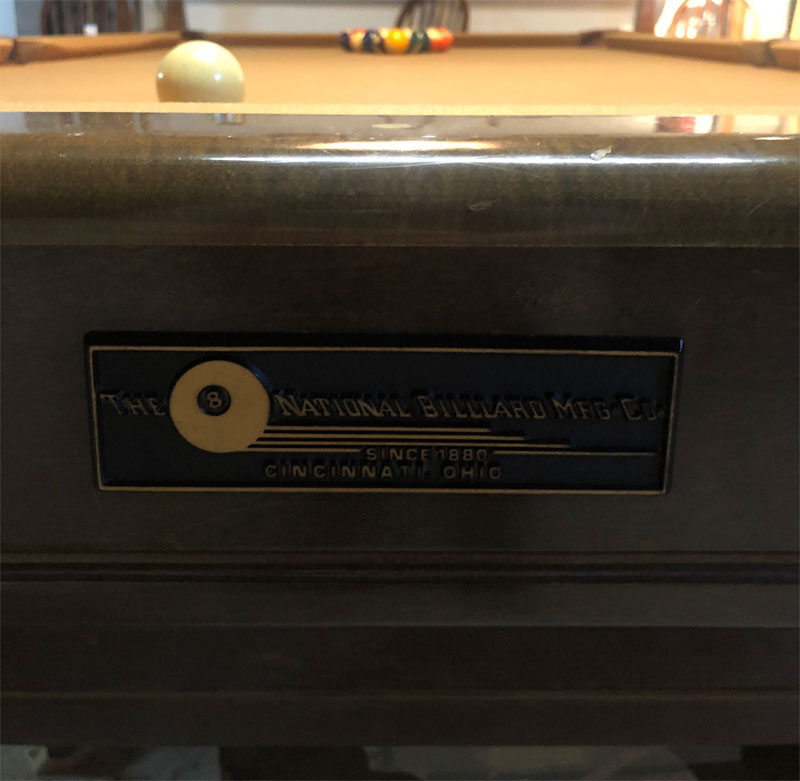 THE 8 NATIONAL BILLIARD MFG CO
SINCE 1880
CINCINNATI, OHIO